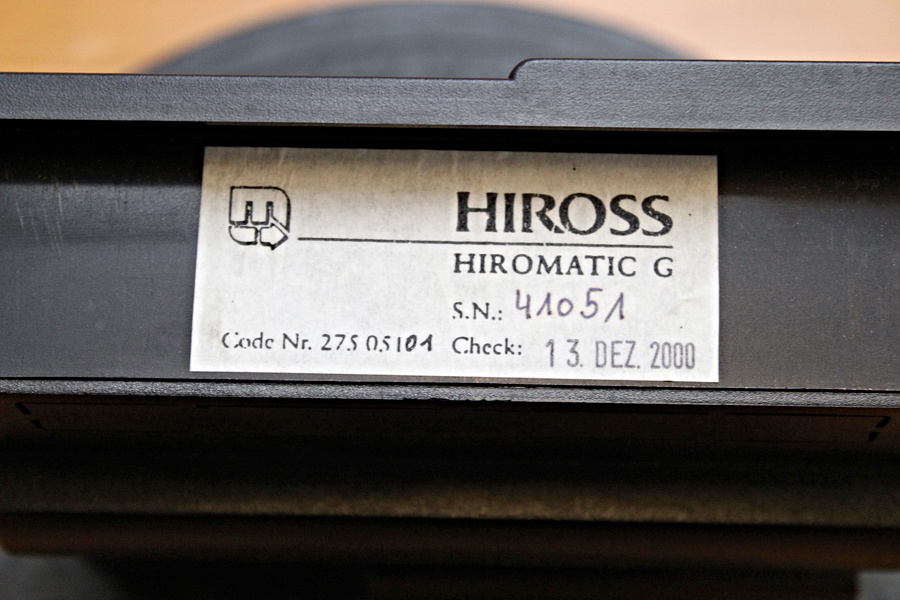 HIROSS
HIROMATIC G
S.N.: 41051
Code Nr. 275 05101 Check: 13. DEZ. 2000